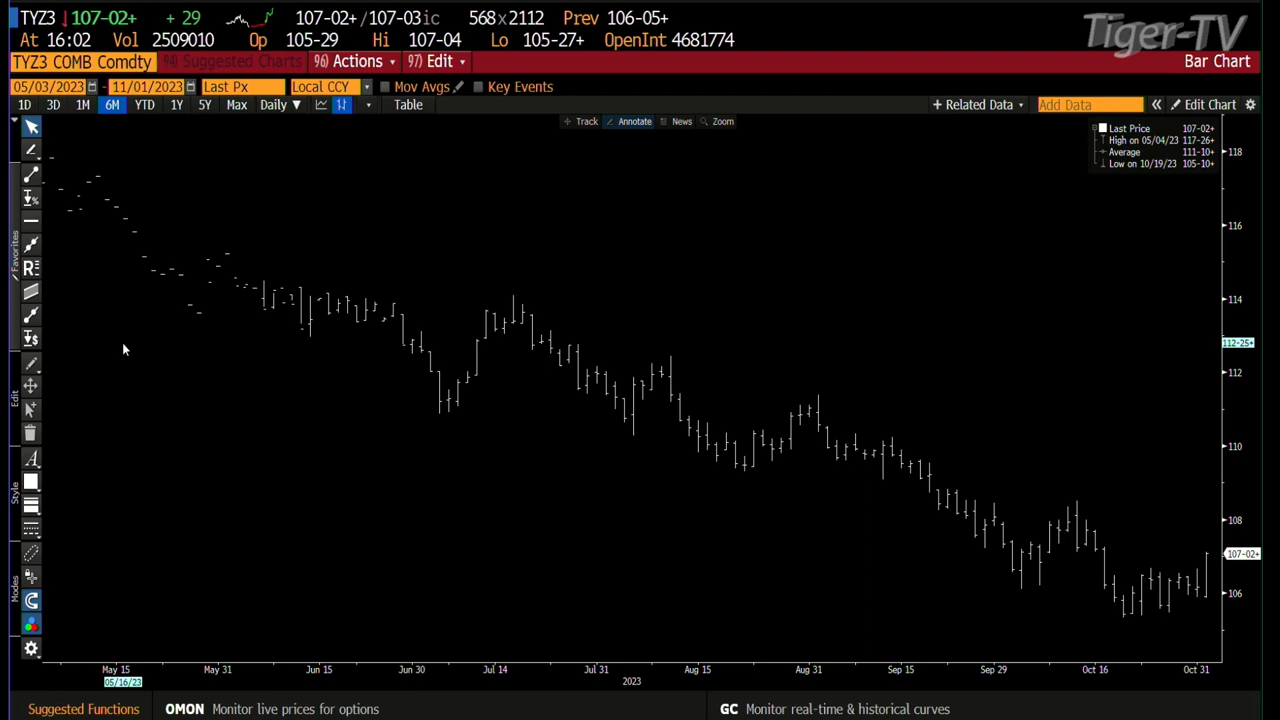 TYZ3 ↓107-02+ + 29 107-02+/107-03ic 568x2112 Prev 106-05+
Tiger-TV
At 16:02 Vol 2509010 Op 105-29 Hi 107-04 Lo 105-27+ OpenInt 4681774
TYZ3 COMB Comdty 94) Suggested Charts 96) Actions 97) Edit Bar Chart
05/03/2023 - 11/01/2023 Last Px Local CCY Mov Avgs Key Events
1D 3D 1M 6M YTD 1Y 5Y Max Daily ▼ Table + Related Data Add Data « Edit Chart
Track Annotate News Zoom
Last Price 107-02+
High on 05/04/23 117-26+
Average 111-10+
Low on 10/19/23 105-10+
118
116
114
112-25+
112
110
108
107-02+
106
Favorites
Edit
Style
Modes
% 
R
$
A
May 15 May 31 Jun 15 Jun 30 Jul 14 Jul 31 Aug 15 Aug 31 Sep 15 Sep 29 Oct 16 Oct 31
05/16/23 2023
Suggested Functions OMON Monitor live prices for options GC Monitor real-time & historical curves